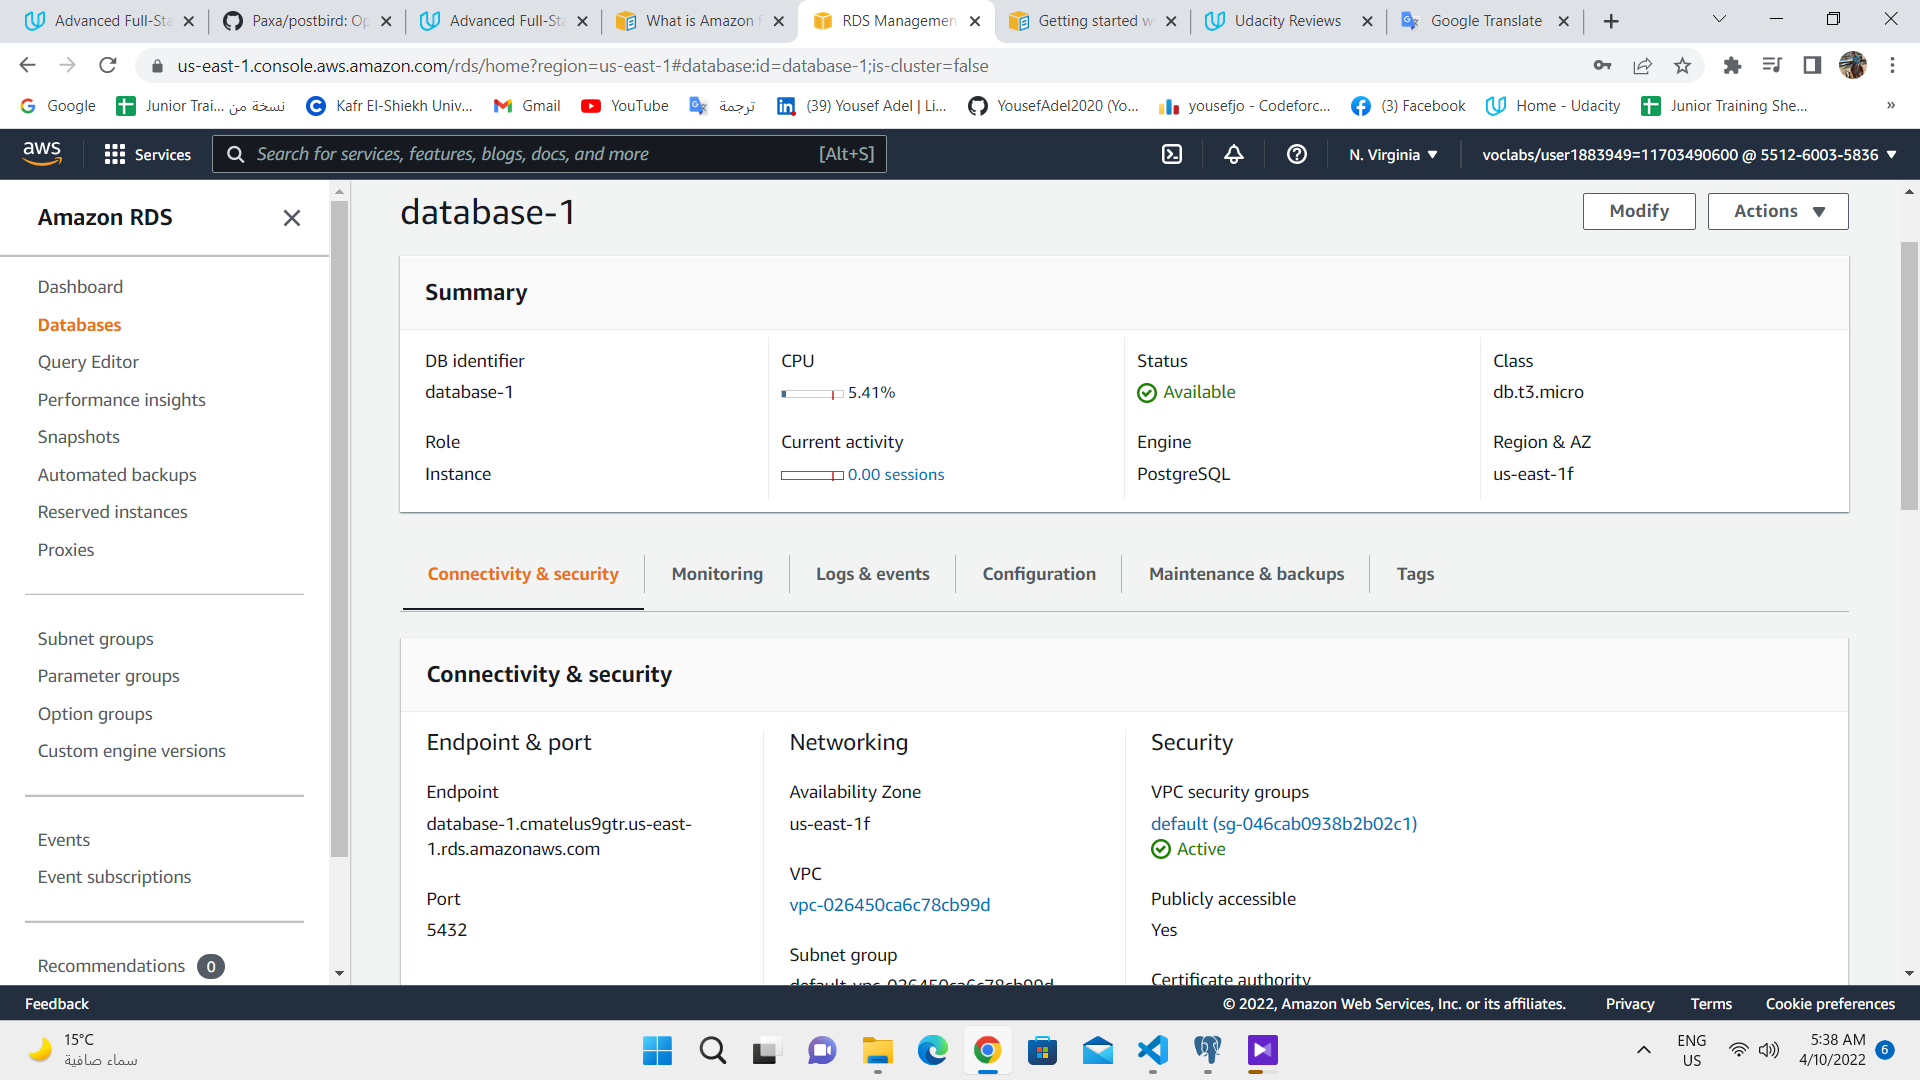 Advanced Full-Sta
Paxa/postbird: Op
Advanced Full-Sta
What is Amazon
RDS Managemen
Getting started w
Udacity Reviews
Google Translate
us-east-1.console.aws.amazon.com/rds/home?region=us-east-1#database:id=database-1;is-cluster=false
Google
نسخة من Junior Trai...
Kafr El-Shiekh Univ...
Gmail
YouTube
ترجمة
(39) Yousef Adel | Li...
YousefAdel2020 (Yo...
yousefjo - Codeforc...
(3) Facebook
Home - Udacity
Junior Training She...
»
aws
Services
Search for services, features, blogs, docs, and more
[Alt+S]
N. Virginia
voclabs/user1883949=11703490600 @ 5512-6003-5836
Amazon RDS
Dashboard
Databases
Query Editor
Performance insights
Snapshots
Automated backups
Reserved instances
Proxies
Subnet groups
Parameter groups
Option groups
Custom engine versions
Events
Event subscriptions
Recommendations 0
database-1
Modify
Actions
Summary
DB identifier
database-1
CPU
5.41%
Status
Available
Class
db.t3.micro
Role
Instance
Current activity
0.00 sessions
Engine
PostgreSQL
Region & AZ
us-east-1f
Connectivity & security
Monitoring
Logs & events
Configuration
Maintenance & backups
Tags
Connectivity & security
Endpoint & port
Endpoint
database-1.cmatelus9gtr.us-east-
1.rds.amazonaws.com
Port
5432
Networking
Availability Zone
us-east-1f
VPC
vpc-026450ca6c78cb99d
Subnet group
default-vpc-026450ca6c78cb99d
Security
VPC security groups
default (sg-046cab0938b2b02c1)
Active
Publicly accessible
Yes
Certificate authority
Feedback
© 2022, Amazon Web Services, Inc. or its affiliates.
Privacy
Terms
Cookie preferences
15°C
سماء صافية
ENG
US
5:38 AM
4/10/2022
6